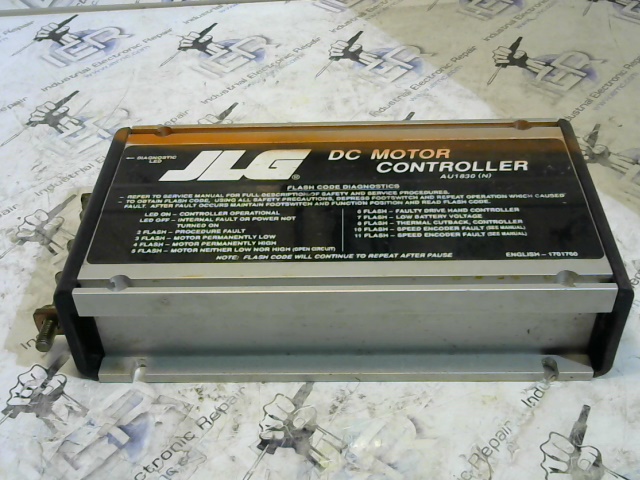 DIAGNOSTIC
LED
JLG®
DC MOTOR
CONTROLLER
AU1830 (N)
FLASH CODE DIAGNOSTICS
– REFER TO SERVICE MANUAL FOR FULL DESCRIPTION OF SAFETY AND SERVICE PROCEDURES.
TO OBTAIN FLASH CODE, USING ALL SAFETY PRECAUTIONS, DEPRESS FOOTSWITCH AND REPEAT OPERATION WHICH CAUSED
FAULT. AFTER FAULT OCCURS MAINTAIN FOOTSWITCH AND FUNCTION POSITION AND READ FLASH CODE.
LED ON – CONTROLLER OPERATIONAL
LED OFF – INTERNAL FAULT OR POWER NOT
TURNED ON
2 FLASH – PROCEDURE FAULT
3 FLASH – MOTOR PERMANENTLY LOW
4 FLASH – MOTOR PERMANENTLY HIGH
5 FLASH – MOTOR NEITHER LOW NOR HIGH (OPEN CIRCUIT)
6 FLASH – FAULTY DRIVE HAND CONTROLLER
7 FLASH – LOW BATTERY VOLTAGE
9 FLASH – THERMAL CUTBACK, CONTROLLER
10 FLASH – SPEED ENCODER FAULT (SEE MANUAL)
11 FLASH – SPEED ENCODER FAULT (SEE MANUAL)
NOTE: FLASH CODE WILL CONTINUE TO REPEAT AFTER PAUSE
ENGLISH – 1751760
IER
Industrial Electronic Repair